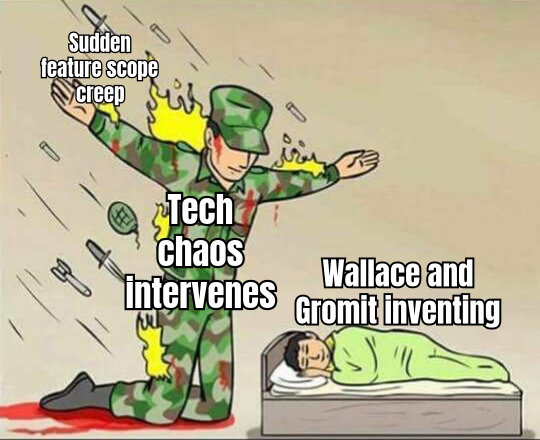 Sudden
feature scope
creep
Tech
chaos
intervenes
Wallace and
Gromit inventing